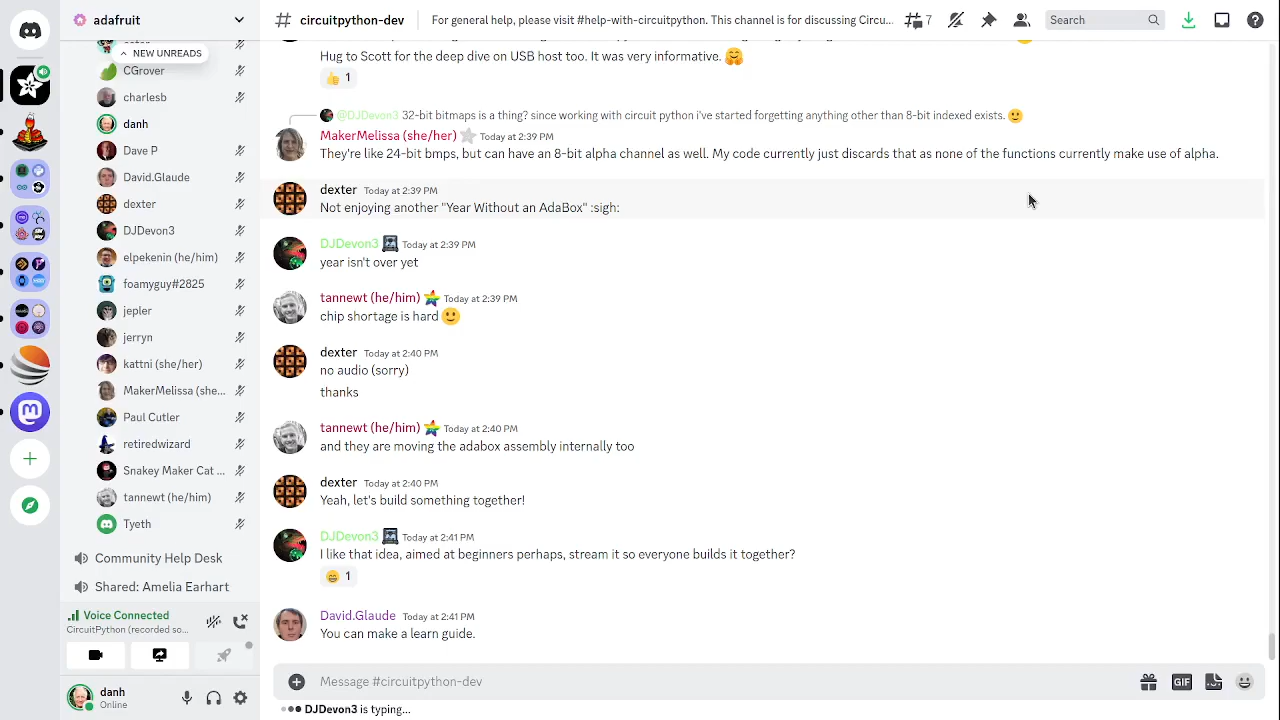 adafruit
NEW UNREADS
CGrover
charlesb
danh
Dave P
David.Glaude
dexter
DJDevon3
elpekenin (he/him)
foamyguy#2825
jepler
jerryn
kattni (she/her)
MakerMelissa (she...
Paul Cutler
retiredwizard
Snakey Maker Cat ...
tannewt (he/him)
Tyeth
Community Help Desk
Shared: Amelia Earhart
Voice Connected
CircuitPython (recorded so...
danh
Online
# circuitpython-dev
For general help, please visit #help-with-circuitpython. This channel is for discussing Circu...
7
Search
Hug to Scott for the deep dive on USB host too. It was very informative. 🤗
👍 1
@DJDevon3 32-bit bitmaps is a thing? since working with circuit python i've started forgetting anything other than 8-bit indexed exists. 🙂
MakerMelissa (she/her) Today at 2:39 PM
They're like 24-bit bmps, but can have an 8-bit alpha channel as well. My code currently just discards that as none of the functions currently make use of alpha.
dexter Today at 2:39 PM
Not enjoying another "Year Without an AdaBox" :sigh:
DJDevon3 Today at 2:39 PM
year isn't over yet
tannewt (he/him) Today at 2:39 PM
chip shortage is hard 🙂
dexter Today at 2:40 PM
no audio (sorry)
thanks
tannewt (he/him) Today at 2:40 PM
and they are moving the adabox assembly internally too
dexter Today at 2:40 PM
Yeah, let's build something together!
DJDevon3 Today at 2:41 PM
I like that idea, aimed at beginners perhaps, stream it so everyone builds it together?
😄 1
David.Glaude Today at 2:41 PM
You can make a learn guide.
Message #circuitpython-dev
GIF
DJDevon3 is typing...